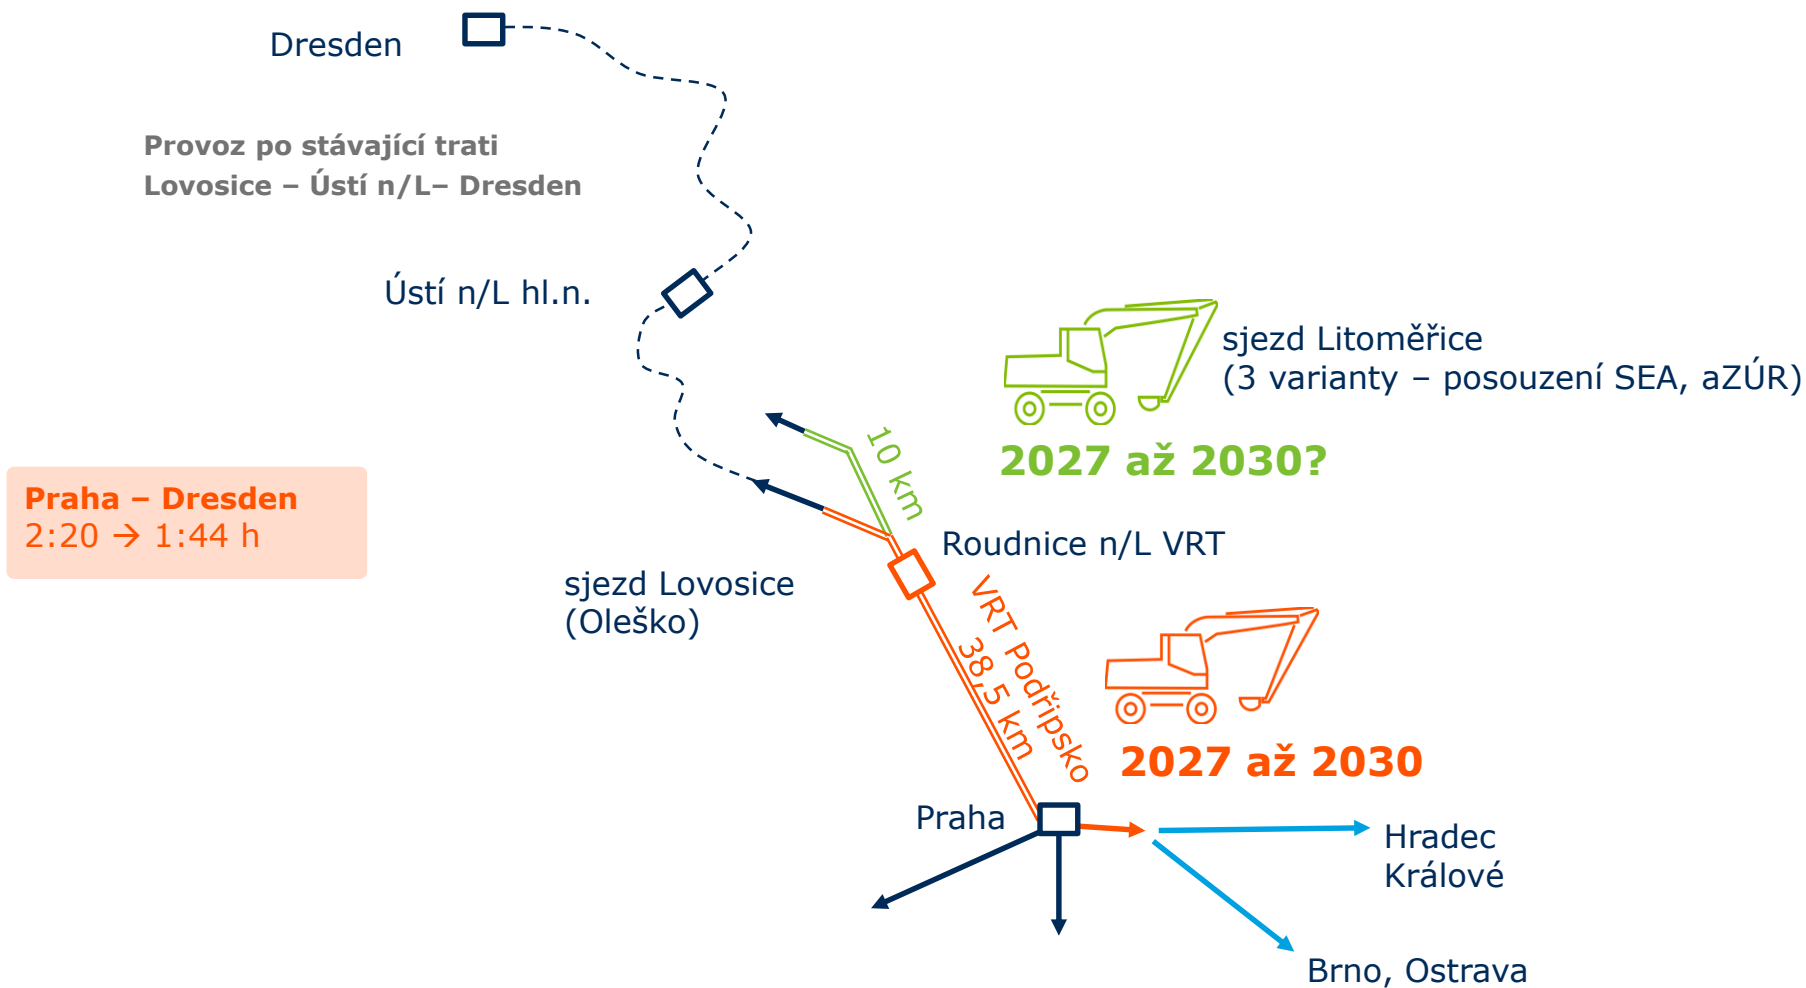 Dresden
Provoz po stávající trati
Lovosice – Ústí n/L– Dresden
Ústí n/L hl.n.
sjezd Litoměřice
(3 varianty – posouzení SEA, aZÚR)
2027 až 2030?
10 km
Praha – Dresden
2:20 → 1:44 h
Roudnice n/L VRT
sjezd Lovosice
(Oleško)
VRT Podřipsko
38,5 km
2027 až 2030
Praha
Hradec
Králové
Brno, Ostrava